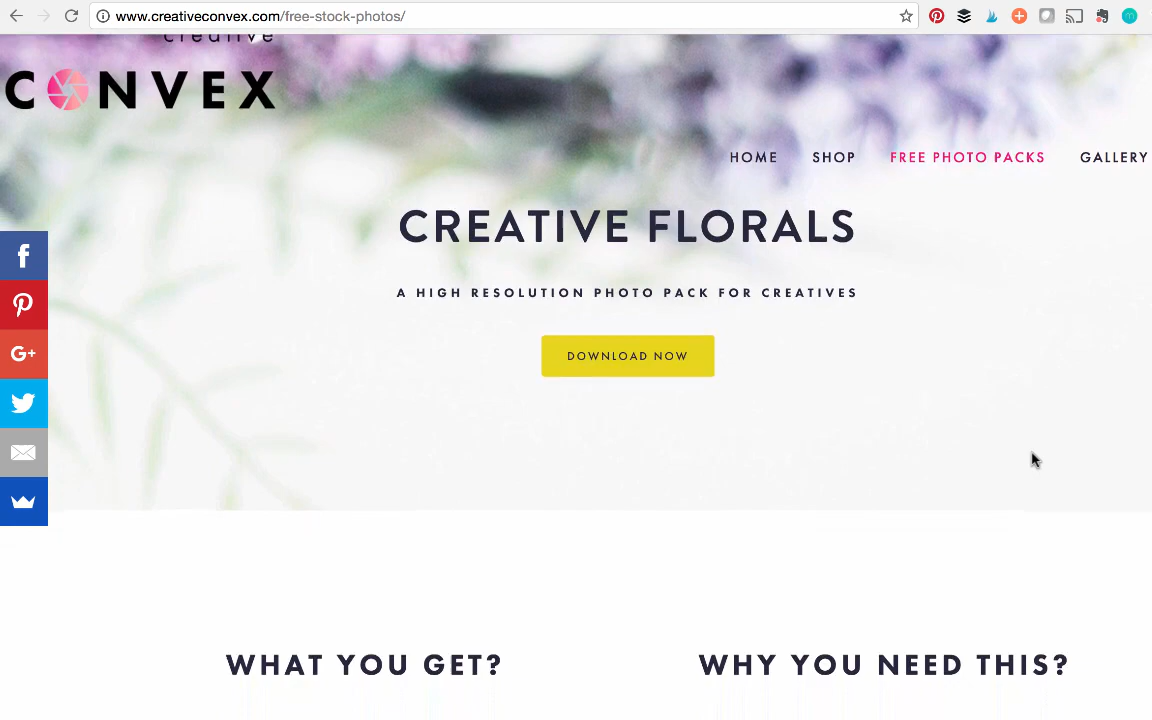 www.creativeconvex.com/free-stock-photos/
creative
CONVEX
HOME SHOP FREE PHOTO PACKS GALLERY
CREATIVE FLORALS
A HIGH RESOLUTION PHOTO PACK FOR CREATIVES
DOWNLOAD NOW
f
G+
WHAT YOU GET? WHY YOU NEED THIS?